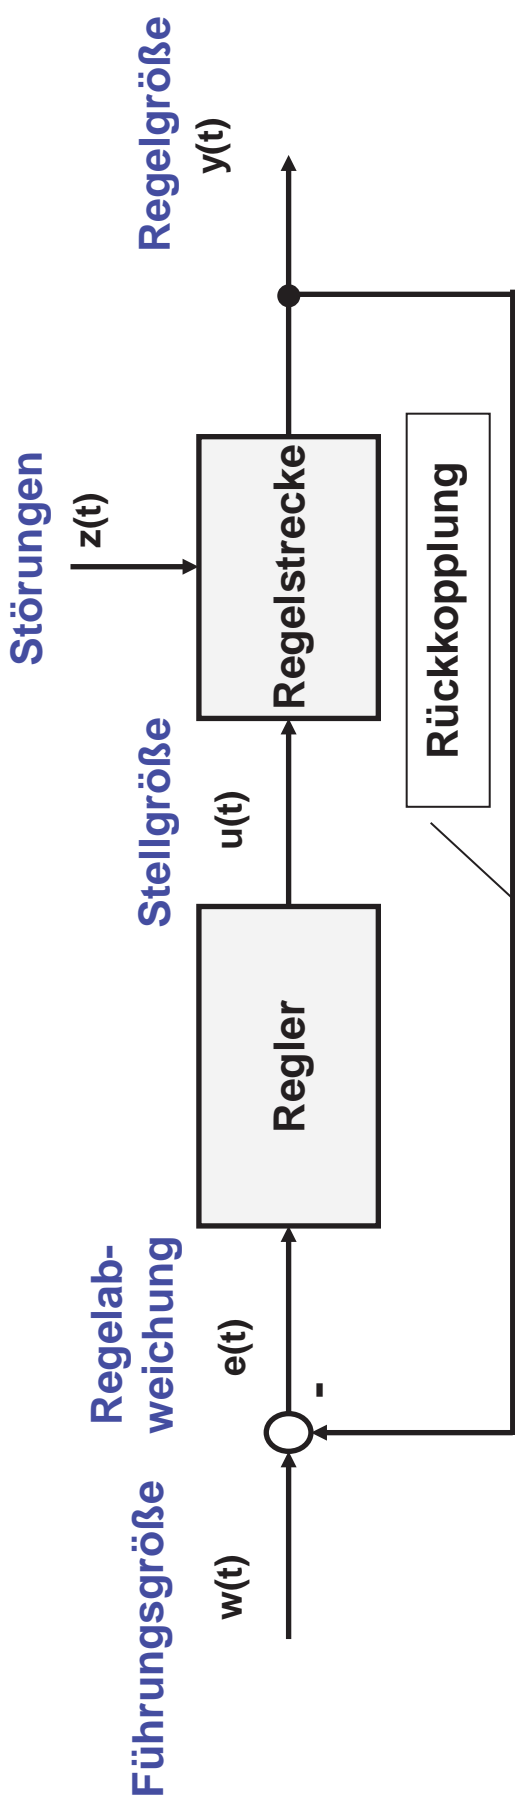 Führungsgröße
w(t)
Regelab-
weichung
e(t)
-
Regler
Stellgröße
u(t)
Störungen
z(t)
Regelstrecke
Regelgröße
y(t)
Rückkopplung